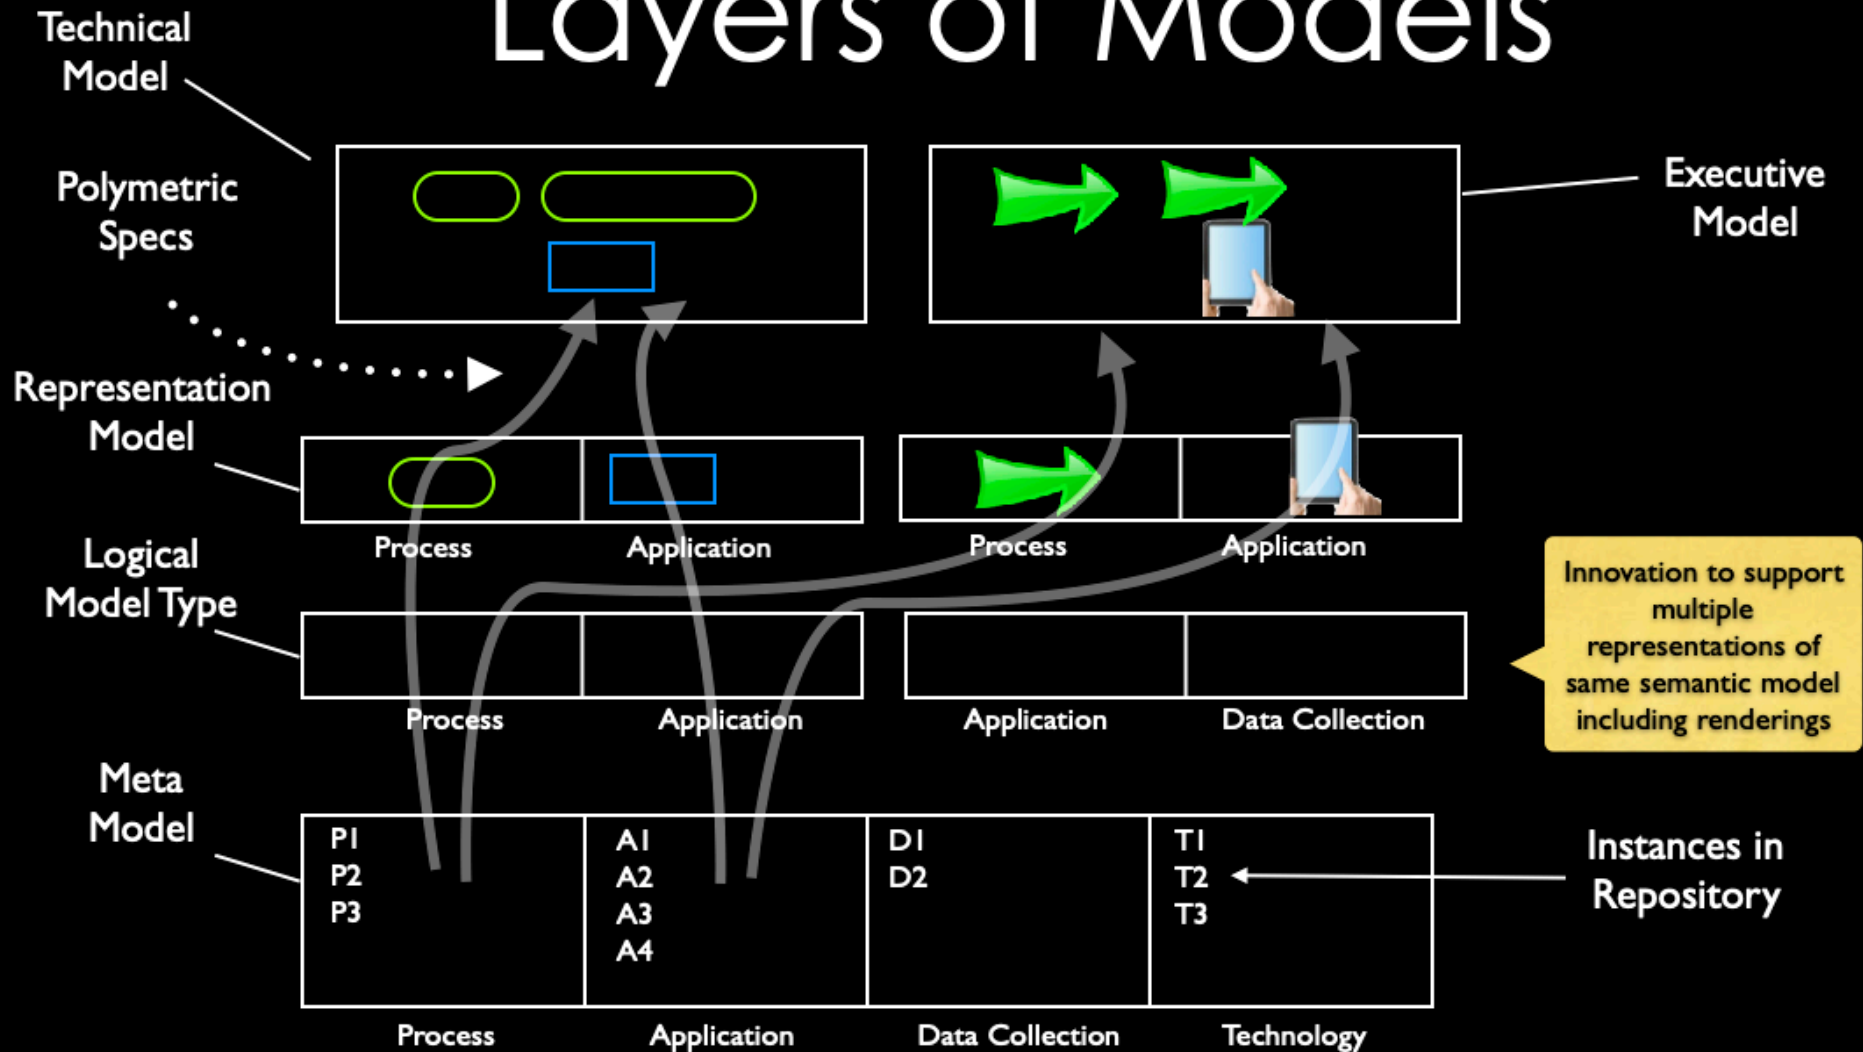 Layers of Models
Technical
Model
Polymetric
Specs
Executive
Model
Representation
Model
Process
Application
Process
Application
Logical
Model Type
Process
Application
Application
Data Collection
Innovation to support
multiple
representations of
same semantic model
including renderings
Meta
Model
P1
P2
P3
A1
A2
A3
A4
D1
D2
T1
T2
T3
Instances in
Repository
Process
Application
Data Collection
Technology